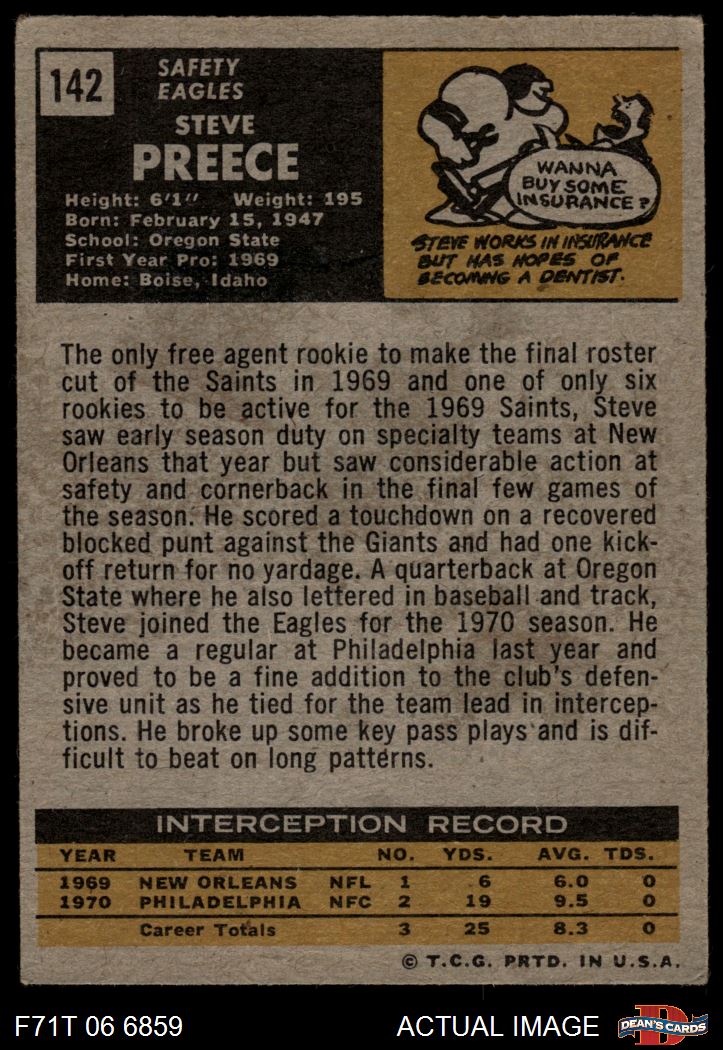 142
SAFETY
EAGLES
STEVE
PREECE
Height: 6'1" Weight: 195
Born: February 15, 1947
School: Oregon State
First Year Pro: 1969
Home: Boise, Idaho
WANNA
BUY SOME
INSURANCE?
STEVE WORKS IN INSURANCE
BUT HAS HOPES OF
BECOMING A DENTIST.
The only free agent rookie to make the final roster
cut of the Saints in 1969 and one of only six
rookies to be active for the 1969 Saints, Steve
saw early season duty on specialty teams at New
Orleans that year but saw considerable action at
safety and cornerback in the final few games of
the season. He scored a touchdown on a recovered
blocked punt against the Giants and had one kick-
off return for no yardage. A quarterback at Oregon
State where he also lettered in baseball and track,
Steve joined the Eagles for the 1970 season. He
became a regular at Philadelphia last year and
proved to be a fine addition to the club's defen-
sive unit as he tied for the team lead in intercep-
tions. He broke up some key pass plays and is dif-
ficult to beat on long patterns.
INTERCEPTION RECORD
YEAR TEAM NO. YDS. AVG. TDS.
1969 NEW ORLEANS NFL 1 6 6.0 0
1970 PHILADELPHIA NFC 2 19 9.5 0
Career Totals 3 25 8.3 0
© T.C.G. PRTD. IN U.S.A.
F71T 06 6859 ACTUAL IMAGE D DEAN'S CARDS